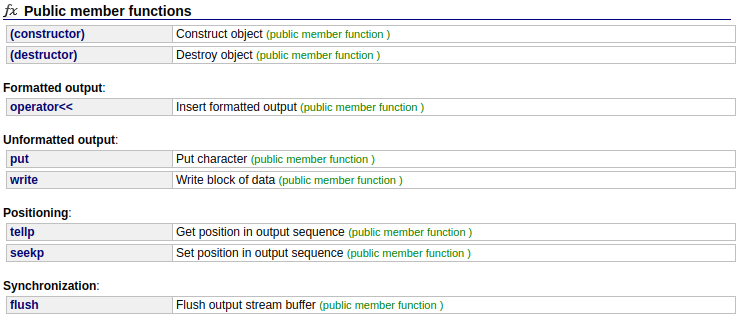 fx Public member functions
(constructor) Construct object (public member function )
(destructor) Destroy object (public member function )
Formatted output:
operator<< Insert formatted output (public member function )
Unformatted output:
put Put character (public member function )
write Write block of data (public member function )
Positioning:
tellp Get position in output sequence (public member function )
seekp Set position in output sequence (public member function )
Synchronization:
flush Flush output stream buffer (public member function )